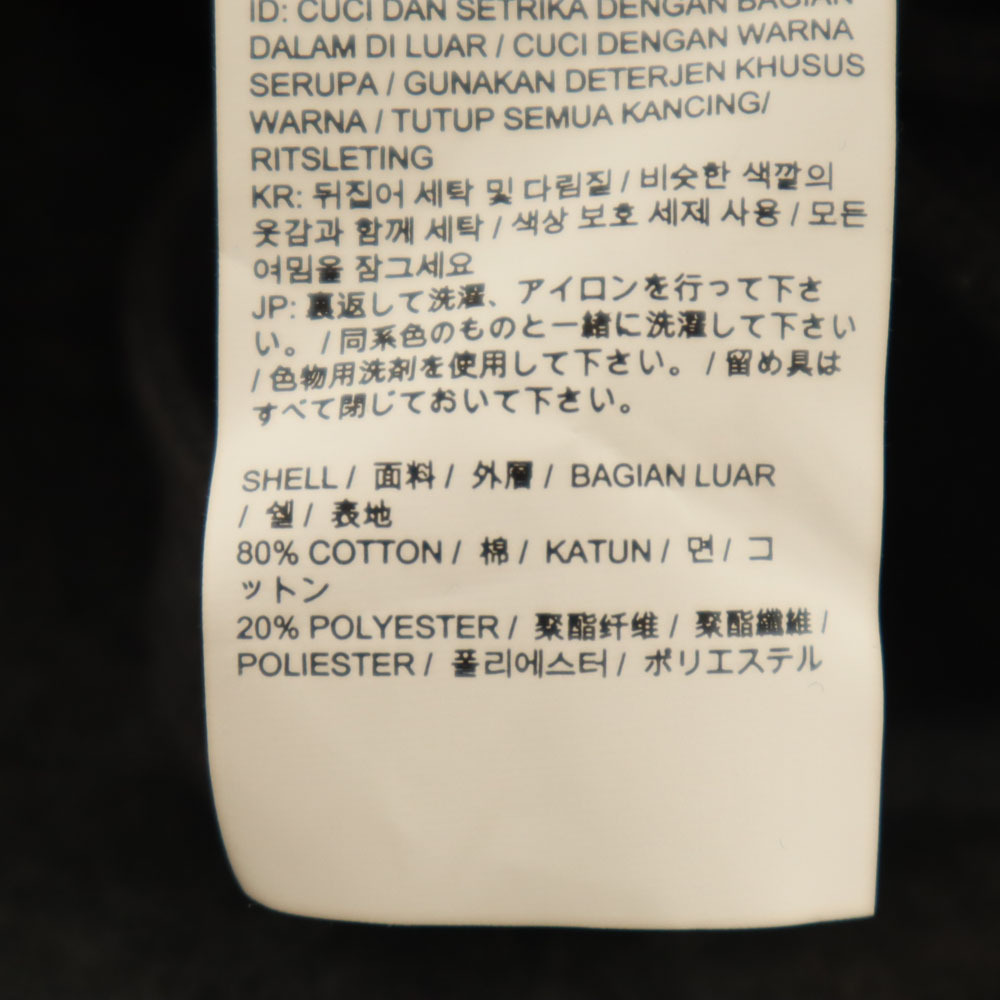 ID: CUCI DAN SETRIKA DENGAN BAGIAN
DALAM DI LUAR / CUCI DENGAN WARNA
SERUPA / GUNAKAN DETERJEN KHUSUS
WARNA / TUTUP SEMUA KANCING/
RITSLETING
KR: 뒤집어 세탁 및 다림질 / 비슷한 색깔의
옷감과 함께 세탁 / 색상 보호 세제 사용 / 모든
여밈을 잠그세요
JP: 裏返して洗濯、アイロンを行って下さ
い。 / 同系色のものと一緒に洗濯して下さい
/ 色物用洗剤を使用して下さい。 / 留め具は
すべて閉じておいて下さい。
SHELL / 面料 / 外層 / BAGIAN LUAR
/ 쉘 / 表地
80% COTTON / 棉 / KATUN / 면 / コ
ットン
20% POLYESTER / 聚酯纤维 / 聚酯纖維 /
POLIESTER / 폴리에스터 / ポリエステル